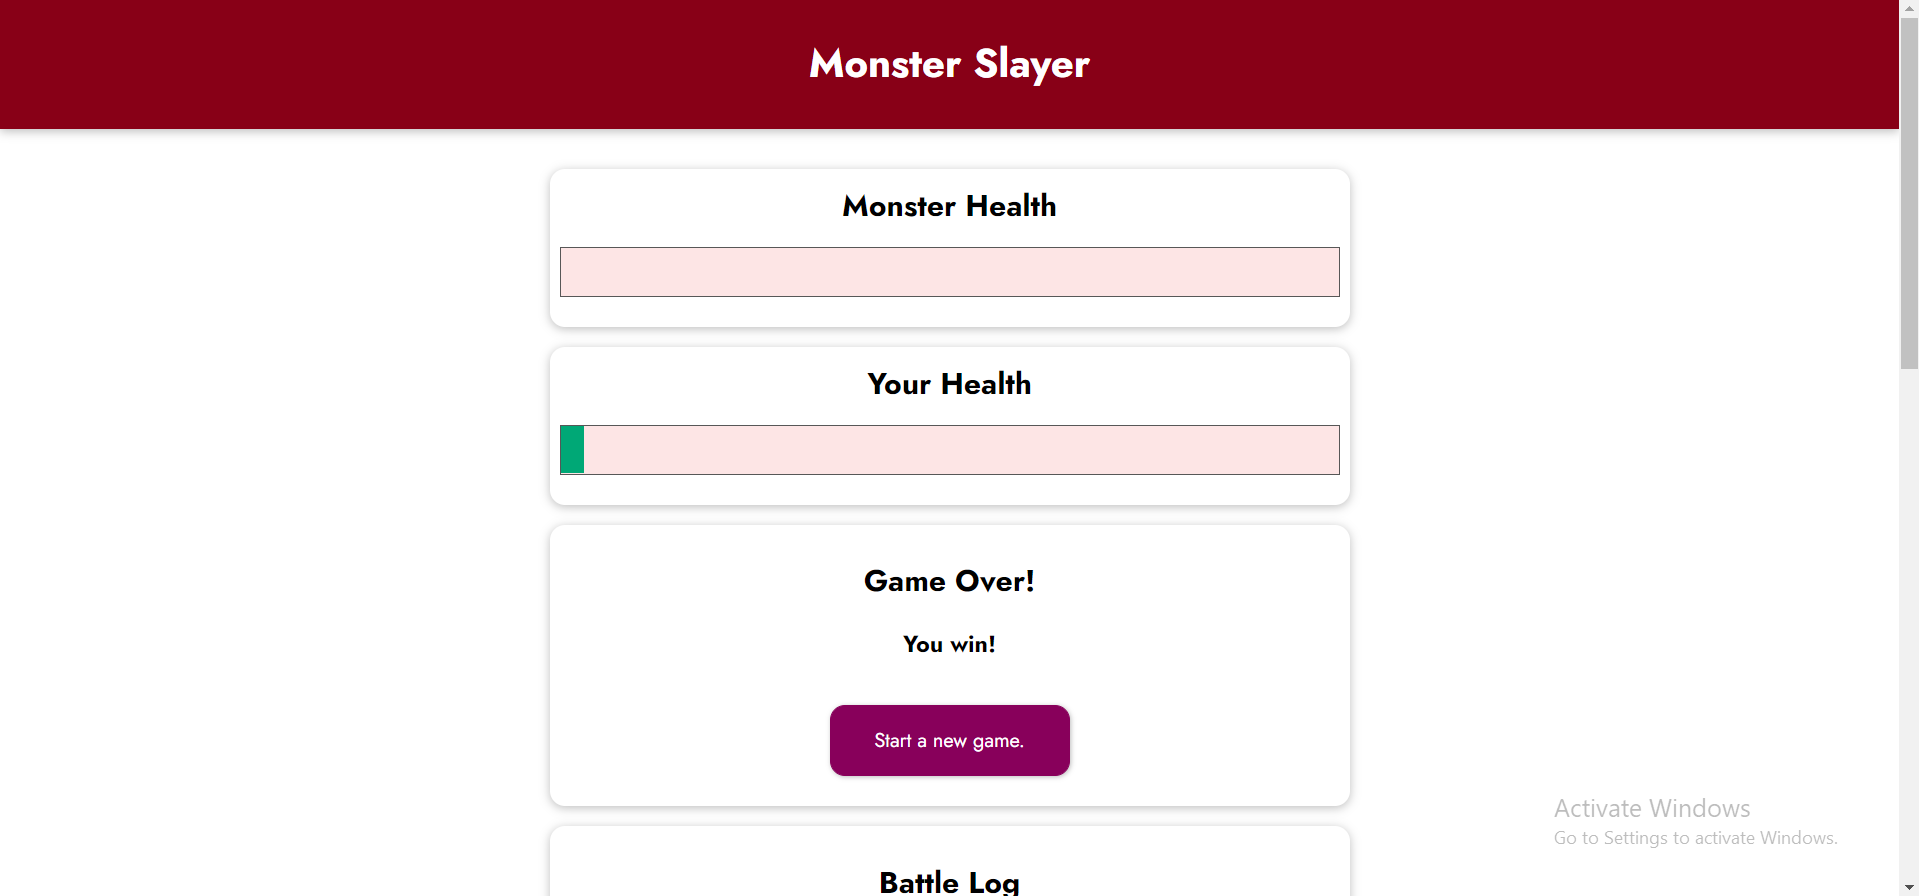 Monster Slayer
Monster Health
Your Health
Game Over!
You win!
Start a new game.
Activate Windows
Go to Settings to activate Windows.
Battle Log